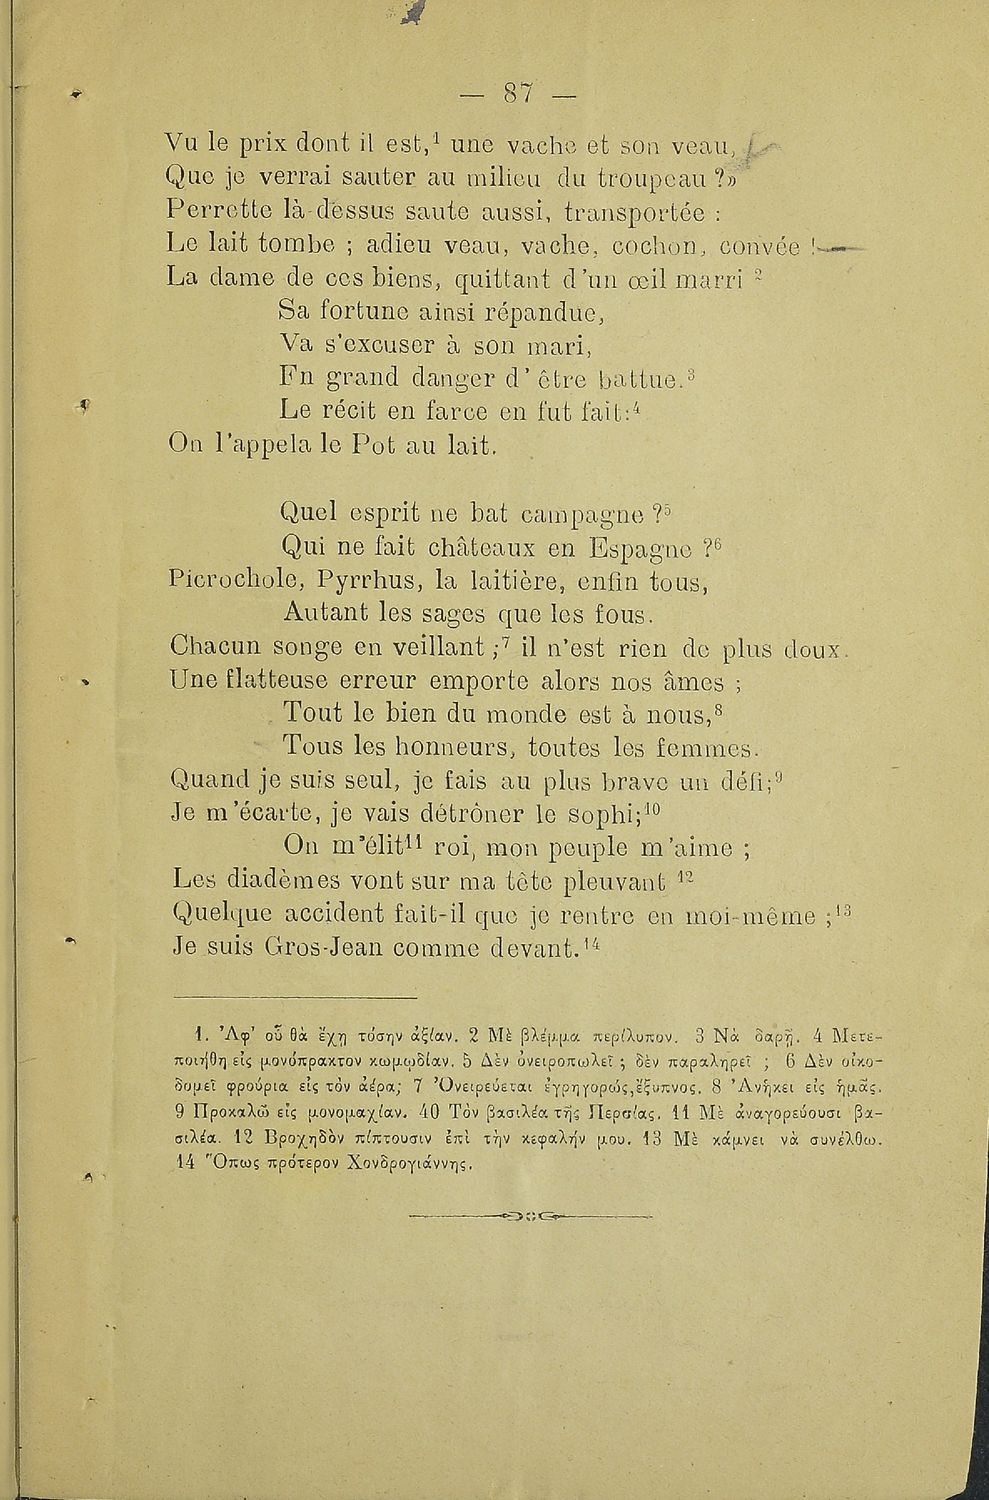 — 87 —
Vu le prix dont il est,¹ une vache et son veau,
Que je verrai sauter au milieu du troupeau ?»
Perrette là-dessus saute aussi, transportée :
Le lait tombe ; adieu veau, vache, cochon, convée !
La dame de ces biens, quittant d'un œil marri ²
Sa fortune ainsi répandue,
Va s'excuser à son mari,
En grand danger d' être battue.³
Le récit en farce en fut fait:⁴
On l'appela le Pot au lait.
Quel esprit ne bat campagne ?⁵
Qui ne fait châteaux en Espagne ?⁶
Picrochole, Pyrrhus, la laitière, enfin tous,
Autant les sages que les fous.
Chacun songe en veillant ;⁷ il n'est rien de plus doux.
Une flatteuse erreur emporte alors nos âmes ;
Tout le bien du monde est à nous,⁸
Tous les honneurs, toutes les femmes.
Quand je suis seul, je fais au plus brave un défi;⁹
Je m'écarte, je vais détrôner le sophi;¹⁰
On m'élit¹¹ roi, mon peuple m'aime ;
Les diadèmes vont sur ma tête pleuvant ¹²
Quelque accident fait-il que je rentre en moi-même ;¹³
Je suis Gros-Jean comme devant.¹⁴
1. Ἀφ' οὗ θὰ ἔχῃ τόσην ἀξίαν. 2 Μὲ βλέμμα περίλυπον. 3 Νὰ δαρῇ. 4 Μετε-
ποιήθη εἰς μονόπρακτον κωμῳδίαν. 5 Δὲν ὀνειροπωλεῖ ; δὲν παραληρεῖ ; 6 Δὲν οἰκο-
δομεῖ φρούρια εἰς τὸν ἀέρα; 7 Ὀνειρεύεται ἐγρηγορώς,ἔξυπνος. 8 Ἀνήκει εἰς ἡμᾶς.
9 Προκαλῶ εἰς μονομαχίαν. 10 Τὸν βασιλέα τῆς Περσίας. 11 Μὲ ἀναγορεύουσι βα-
σιλέα. 12 Βροχηδὸν πίπτουσιν ἐπὶ τὴν κεφαλήν μου. 13 Μὲ κάμνει νὰ συνέλθω.
14 Ὅπως πρότερον Χονδρογιάννης.